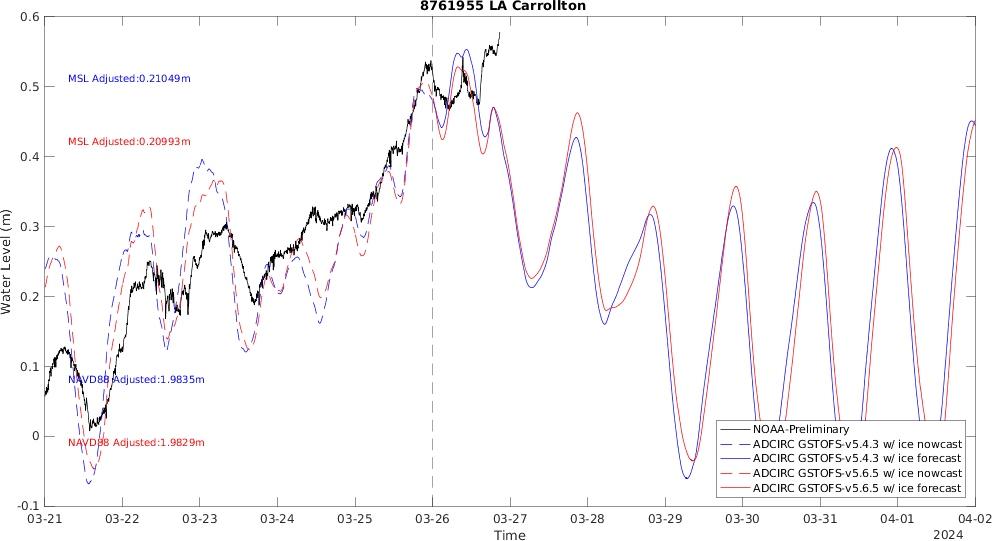 8761955 LA Carrollton
0.6
0.5
0.4
0.3
0.2
0.1
0
-0.1
Water Level (m)
MSL Adjusted:0.21049m
MSL Adjusted:0.20993m
NAVD88 Adjusted:1.9835m
NAVD88 Adjusted:1.9829m
NOAA-Preliminary
ADCIRC GSTOFS-v5.4.3 w/ ice nowcast
ADCIRC GSTOFS-v5.4.3 w/ ice forecast
ADCIRC GSTOFS-v5.6.5 w/ ice nowcast
ADCIRC GSTOFS-v5.6.5 w/ ice forecast
03-21 03-22 03-23 03-24 03-25 03-26 03-27 03-28 03-29 03-30 03-31 04-01 04-02
Time
2024